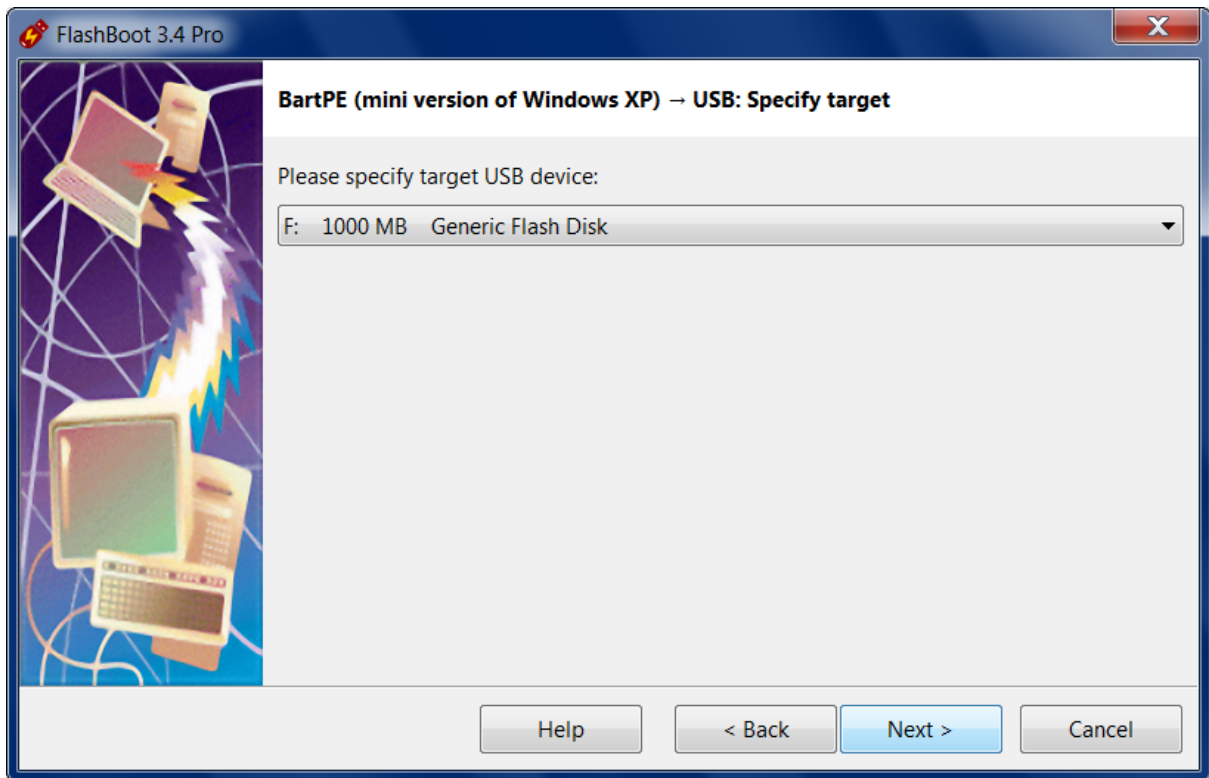 FlashBoot 3.4 Pro
BartPE (mini version of Windows XP) → USB: Specify target
Please specify target USB device:
F: 1000 MB Generic Flash Disk
Help < Back Next > Cancel